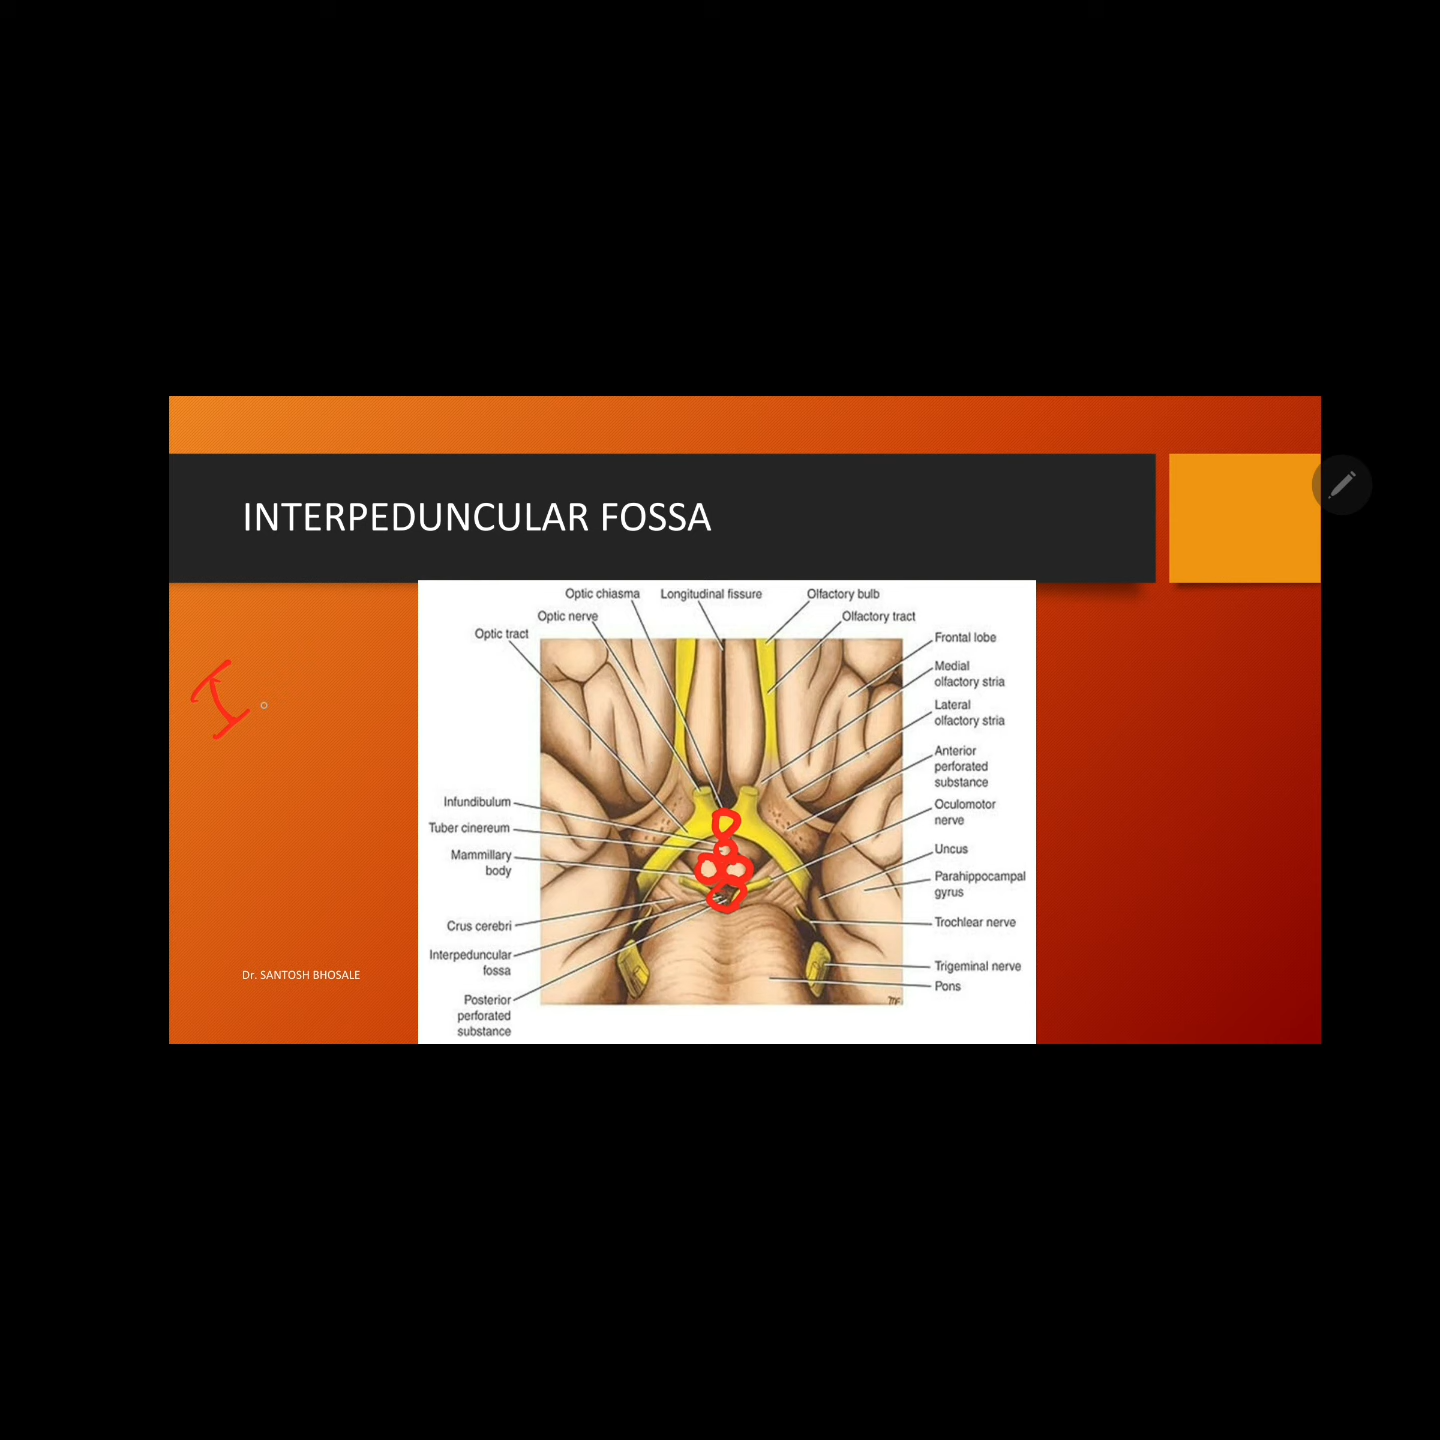 INTERPEDUNCULAR FOSSA
Optic chiasma
Longitudinal fissure
Olfactory bulb
Optic nerve
Olfactory tract
Optic tract
Frontal lobe
Medial
olfactory stria
Lateral
olfactory stria
Anterior
perforated
substance
Infundibulum
Oculomotor
nerve
Tuber cinereum
Mammillary
body
Uncus
Parahippocampal
gyrus
Crus cerebri
Trochlear nerve
Interpeduncular
fossa
Trigeminal nerve
Pons
Posterior
perforated
substance
I
Dr. SANTOSH BHOSALE